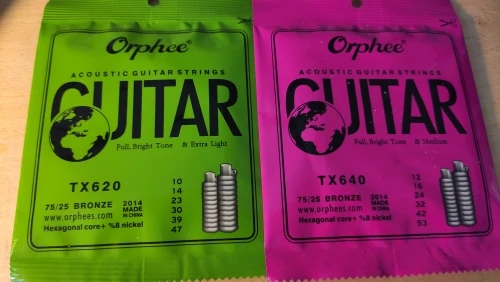 Orphee®
ACOUSTIC GUITAR STRINGS
GUITAR
Full, Bright Tone & Extra Light
TX620
75/25 BRONZE 2014
MADE
IN CHINA
www.orphees.com
Hexagonal core+ %8 nickel
10
14
23
30
39
47
Orphee®
ACOUSTIC GUITAR STRINGS
GUITAR
Full, Bright Tone & Medium
TX640
75/25 BRONZE 2014
MADE
IN CHINA
www.orphees.com
Hexagonal core+ %8 nickel
12
16
24
32
42
53